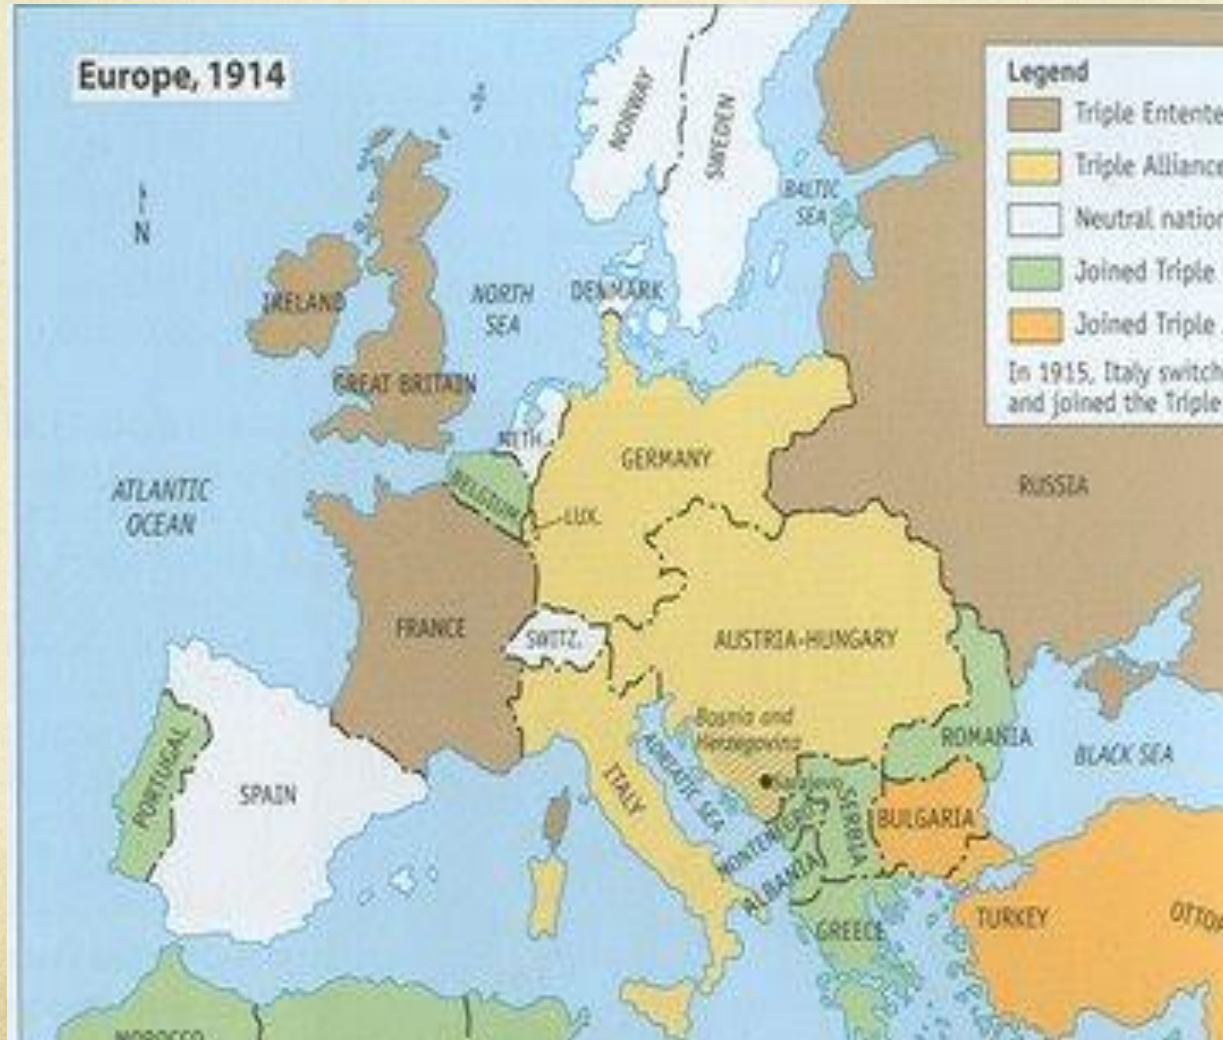 Europe, 1914
N
NORWAY
SWEDEN
BALTIC
SEA
Legend
Triple Entente
Triple Alliance
Neutral nation
Joined Triple
Joined Triple
In 1915, Italy switch
and joined the Triple
IRELAND
NORTH
SEA
DENMARK
GREAT BRITAIN
NETH.
GERMANY
BELGIUM
LUX.
RUSSIA
ATLANTIC
OCEAN
FRANCE
SWITZ.
AUSTRIA-HUNGARY
Bosnia and
Herzegovina
Sarajevo
ROMANIA
BLACK SEA
PORTUGAL
SPAIN
ITALY
ADRIATIC SEA
MONTENEGRO
SERBIA
BULGARIA
ALBANIA
GREECE
TURKEY
OTTO
MOROCCO